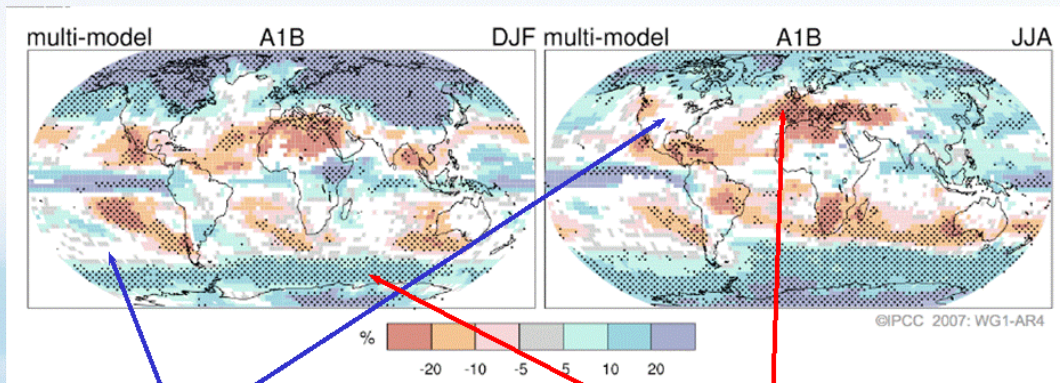 multi-model A1B DJF multi-model A1B JJA
©IPCC 2007: WG1-AR4
%
-20 -10 -5 5 10 20